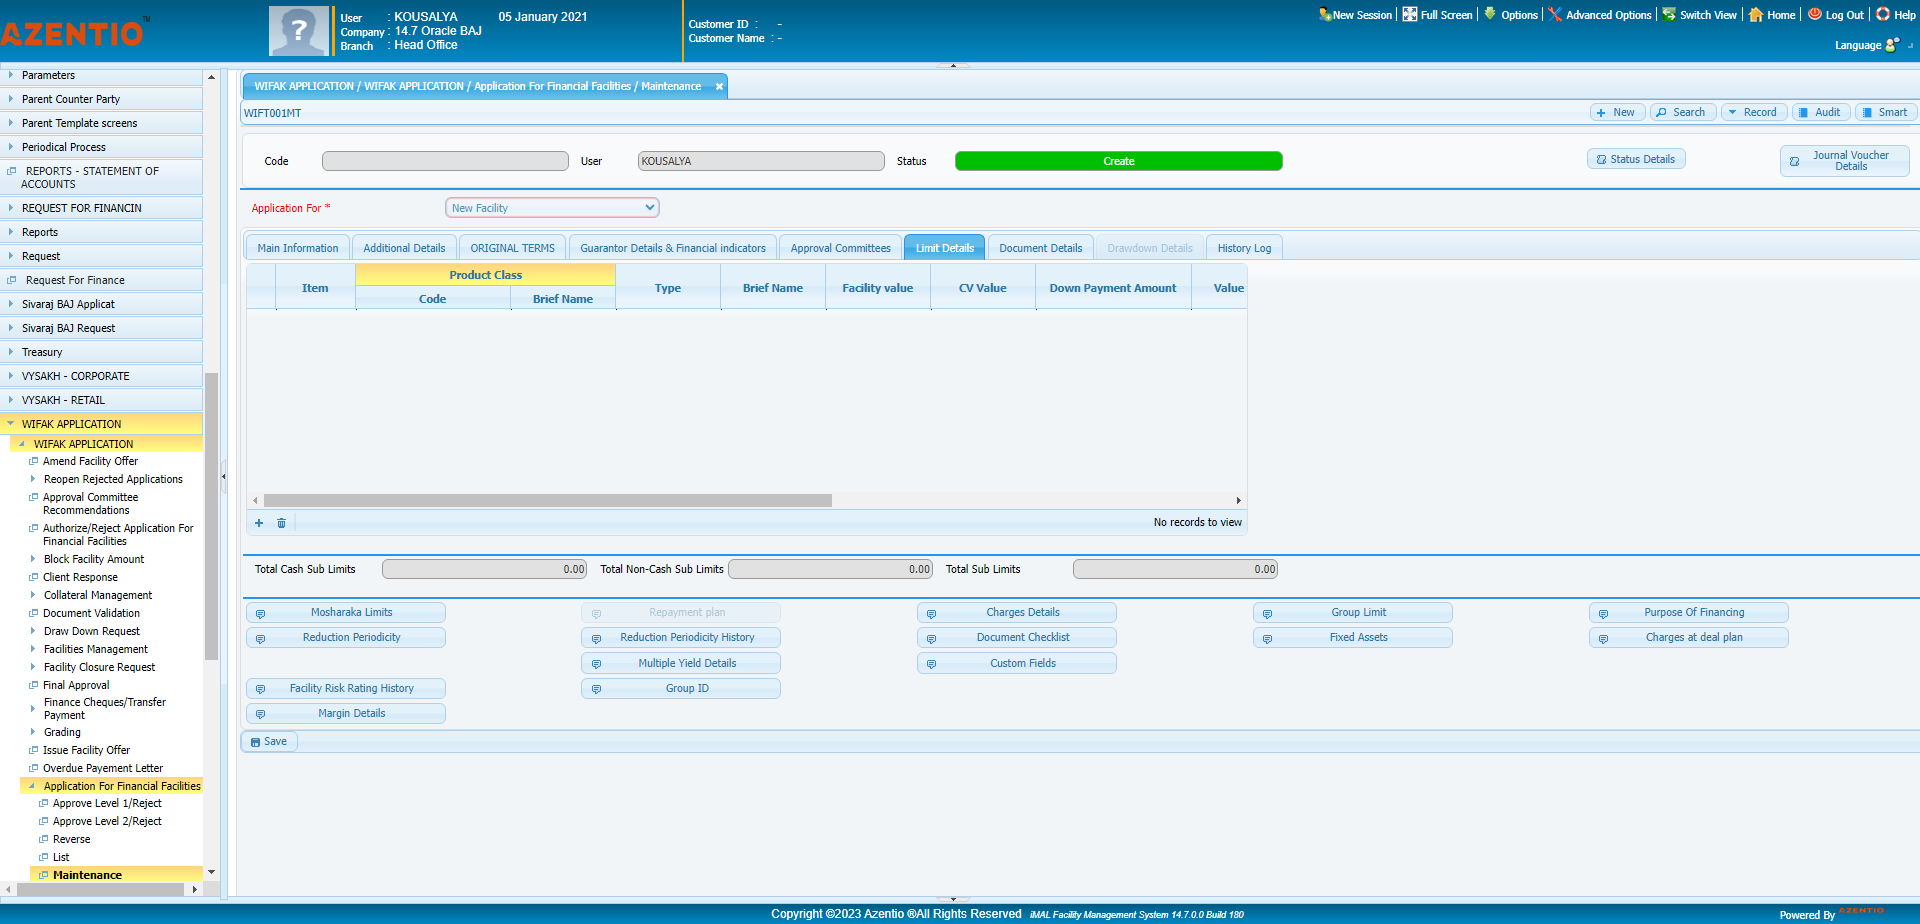 AZENTIO™
?
User : KOUSALYA 05 January 2021
Company : 14.7 Oracle BAJ
Branch : Head Office
Customer ID : -
Customer Name : -
New Session | Full Screen | Options | Advanced Options | Switch View | Home | Log Out | Help
Language
Parameters
Parent Counter Party
Parent Template screens
Periodical Process
REPORTS - STATEMENT OF
ACCOUNTS
REQUEST FOR FINANCIN
Reports
Request
Request For Finance
Sivaraj BAJ Applicat
Sivaraj BAJ Request
Treasury
VYSAKH - CORPORATE
VYSAKH - RETAIL
WIFAK APPLICATION
WIFAK APPLICATION
Amend Facility Offer
Reopen Rejected Applications
Approval Committee
Recommendations
Authorize/Reject Application For
Financial Facilities
Block Facility Amount
Client Response
Collateral Management
Document Validation
Draw Down Request
Facilities Management
Facility Closure Request
Final Approval
Finance Cheques/Transfer
Payment
Grading
Issue Facility Offer
Overdue Payement Letter
Application For Financial Facilities
Approve Level 1/Reject
Approve Level 2/Reject
Reverse
List
Maintenance
WIFAK APPLICATION / WIFAK APPLICATION / Application For Financial Facilities / Maintenance
WIFT001MT
New Search Record Audit Smart
Code User KOUSALYA Status Create
Status Details
Journal Voucher
Details
Application For * New Facility
Main Information Additional Details ORIGINAL TERMS Guarantor Details & Financial indicators Approval Committees Limit Details Document Details Drawdown Details History Log
Product Class
Item Type Brief Name Facility value CV Value Down Payment Amount Value
Code Brief Name
No records to view
Total Cash Sub Limits 0.00 Total Non-Cash Sub Limits 0.00 Total Sub Limits 0.00
Mosharaka Limits Repayment plan Charges Details Group Limit Purpose Of Financing
Reduction Periodicity Reduction Periodicity History Document Checklist Fixed Assets Charges at deal plan
Multiple Yield Details Custom Fields
Facility Risk Rating History Group ID
Margin Details
Save
Copyright ©2023 Azentio ®All Rights Reserved iMAL Facility Management System 14.7.0.0 Build 180
Powered By AZENTIO